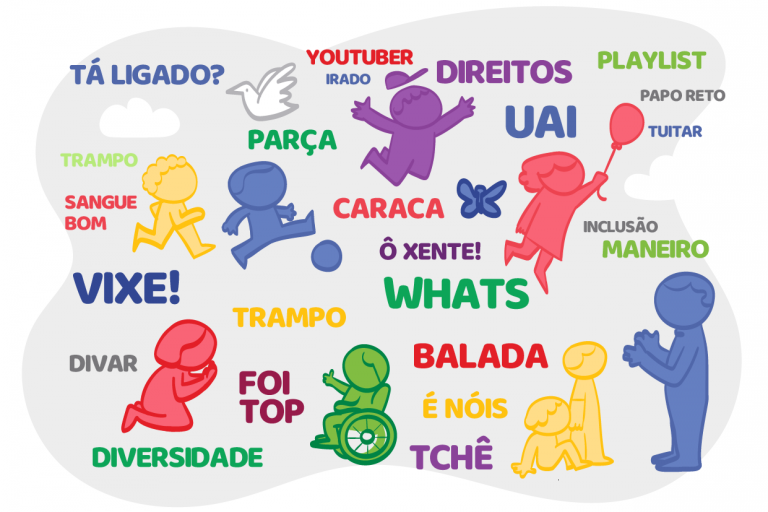 YOUTUBER
TÁ LIGADO?
IRADO
DIREITOS
PLAYLIST
PAPO RETO
UAI
TUITAR
PARÇA
TRAMPO
SANGUE
BOM
CARACA
INCLUSÃO
Ô XENTE!
MANEIRO
VIXE!
WHATS
TRAMPO
BALADA
DIVAR
FOI
TOP
É NÓIS
DIVERSIDADE
TCHÊ